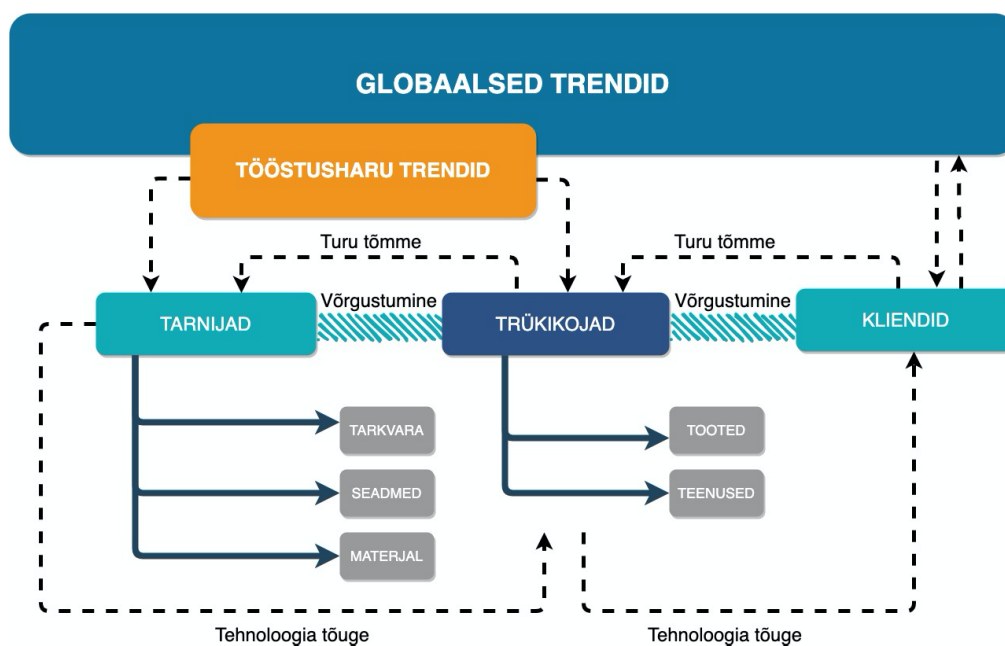 GLOBAALSED TRENDID
TÖÖSTUSHARU TRENDID
Turu tõmme
Turu tõmme
TARNIJAD
Võrgustumine
TRÜKIKOJAD
Võrgustumine
KLIENDID
TARKVARA
TOOTED
SEADMED
TEENUSED
MATERJAL
Tehnoloogia tõuge
Tehnoloogia tõuge